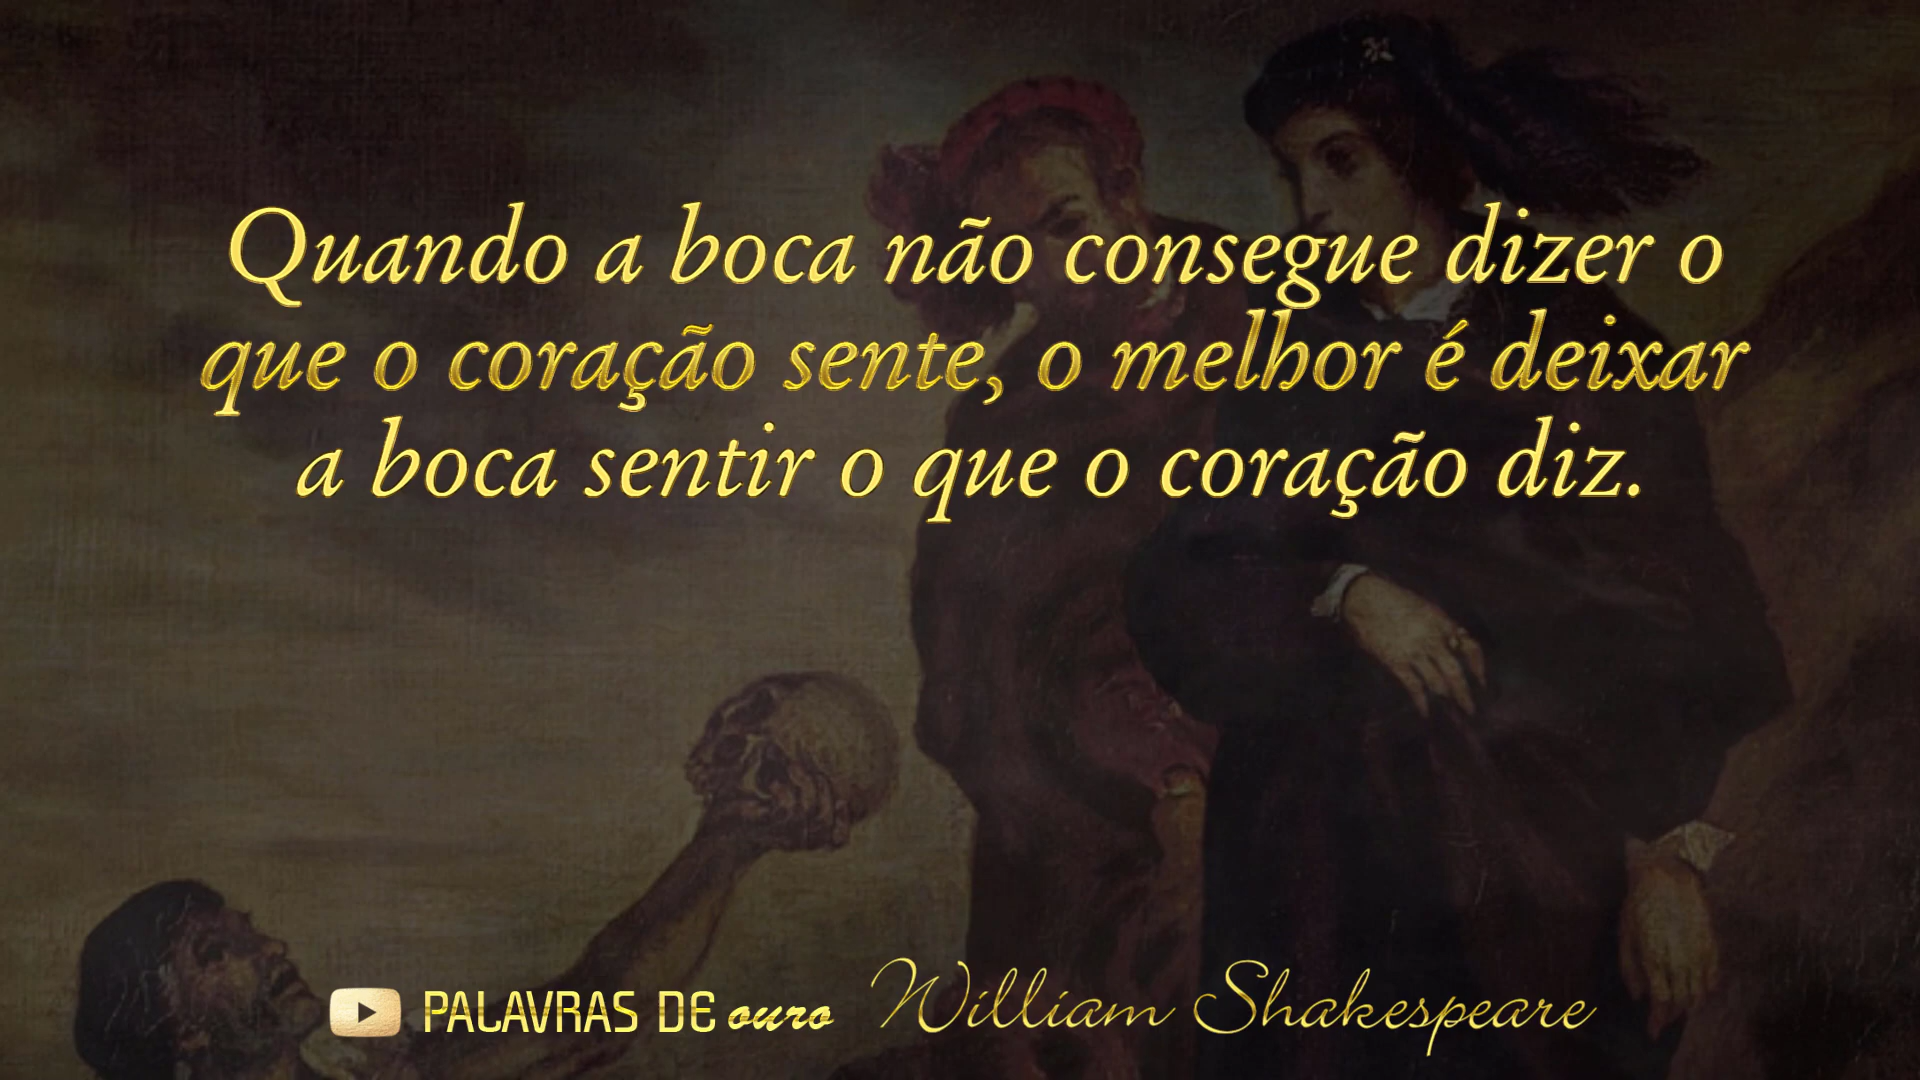 Quando a boca não consegue dizer o
que o coração sente, o melhor é deixar
a boca sentir o que o coração diz.
PALAVRAS DE ouro William Shakespeare